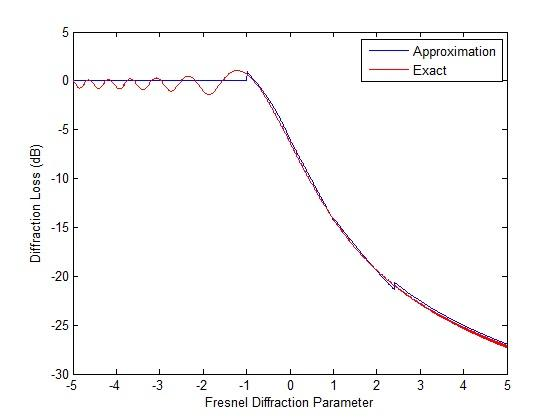 5
Approximation
Exact
0
-5
-10
-15
-20
-25
-30
Diffraction Loss (dB)
-5 -4 -3 -2 -1 0 1 2 3 4 5
Fresnel Diffraction Parameter